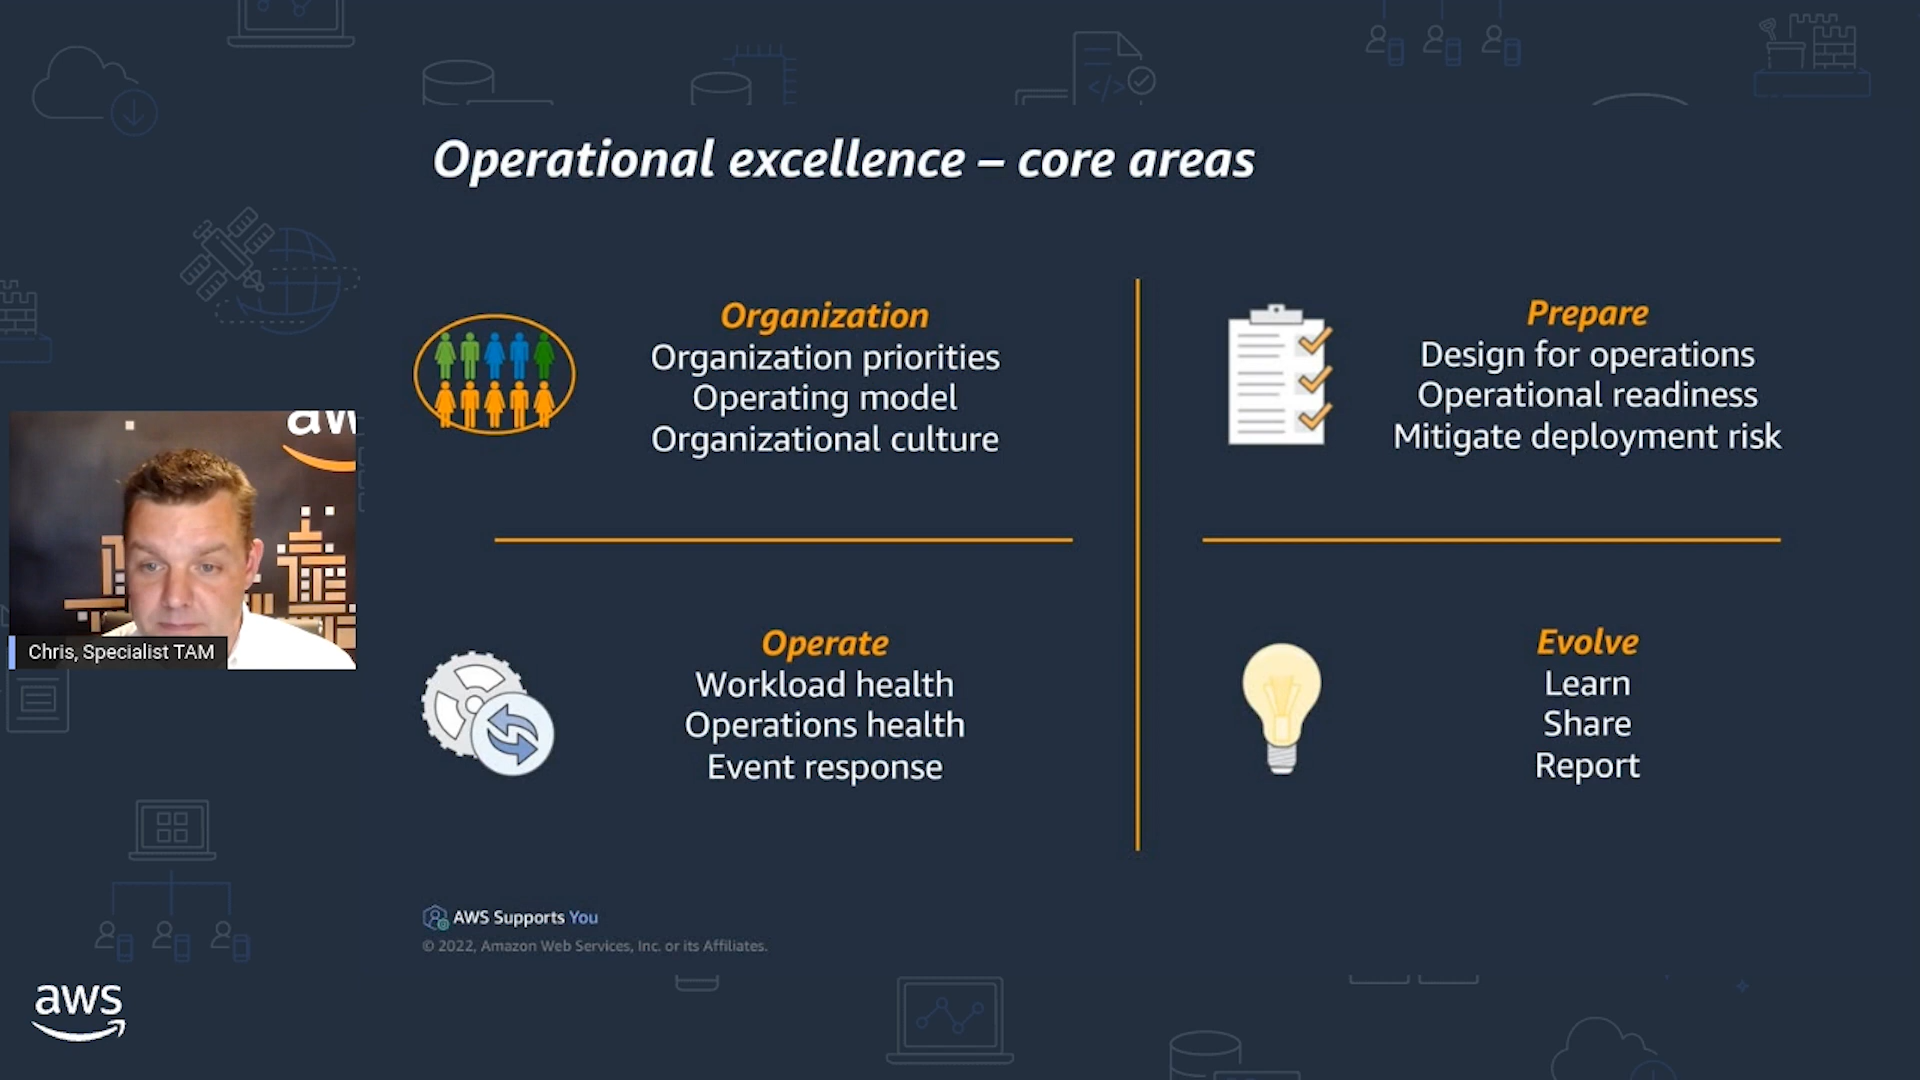 Operational excellence – core areas
Organization
Organization priorities
Operating model
Organizational culture
Prepare
Design for operations
Operational readiness
Mitigate deployment risk
Operate
Workload health
Operations health
Event response
Evolve
Learn
Share
Report
aws
Chris, Specialist TAM
AWS Supports You
© 2022, Amazon Web Services, Inc. or its Affiliates.
aws